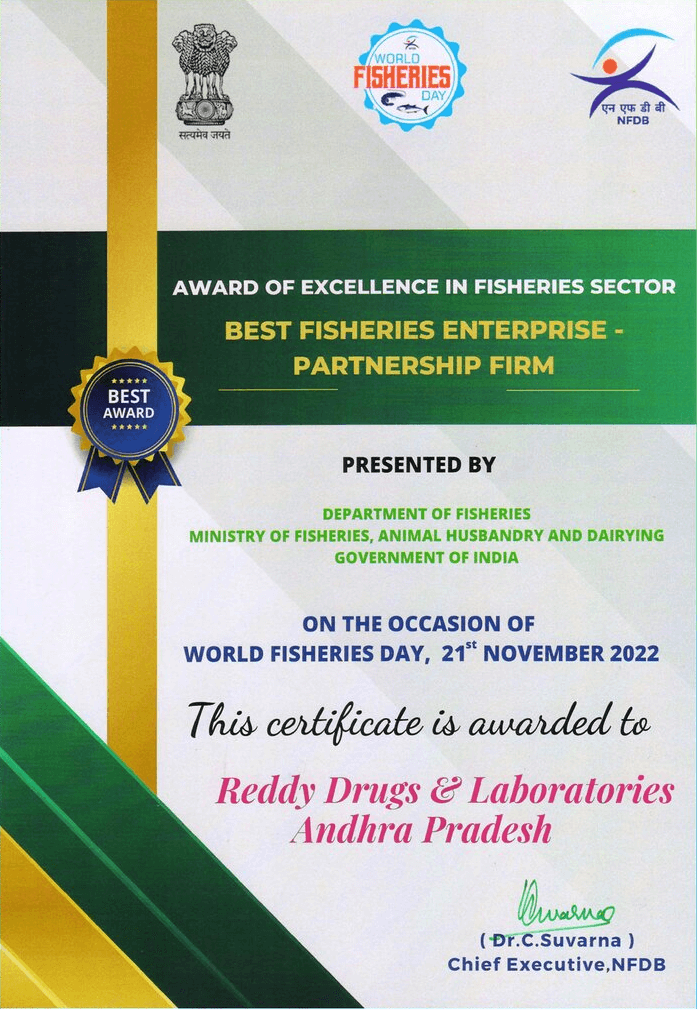 सत्यमेव जयते
WORLD
FISHERIES
DAY
एन एफ डी बी
NFDB
AWARD OF EXCELLENCE IN FISHERIES SECTOR
BEST FISHERIES ENTERPRISE -
PARTNERSHIP FIRM
BEST
AWARD
PRESENTED BY
DEPARTMENT OF FISHERIES
MINISTRY OF FISHERIES, ANIMAL HUSBANDRY AND DAIRYING
GOVERNMENT OF INDIA
ON THE OCCASION OF
WORLD FISHERIES DAY, 21st NOVEMBER 2022
This certificate is awarded to
Reddy Drugs & Laboratories
Andhra Pradesh
(Dr.C.Suvarna )
Chief Executive,NFDB